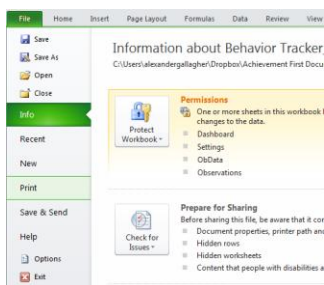 File Home Insert Page Layout Formulas Data Review View
Save
Save As
Open
Close
Info
Recent
New
Print
Save & Send
Help
Options
Exit
Information about Behavior Tracker
C:\Users\alexandergallagher\Dropbox\Achievement First Docu
Protect
Workbook
Permissions
One or more sheets in this workbook
changes to the data.
Dashboard
Settings
ObData
Observations
Check for
Issues
Prepare for Sharing
Before sharing this file, be aware that it con
Document properties, printer path and
Hidden rows
Hidden worksheets
Content that people with disabilities a